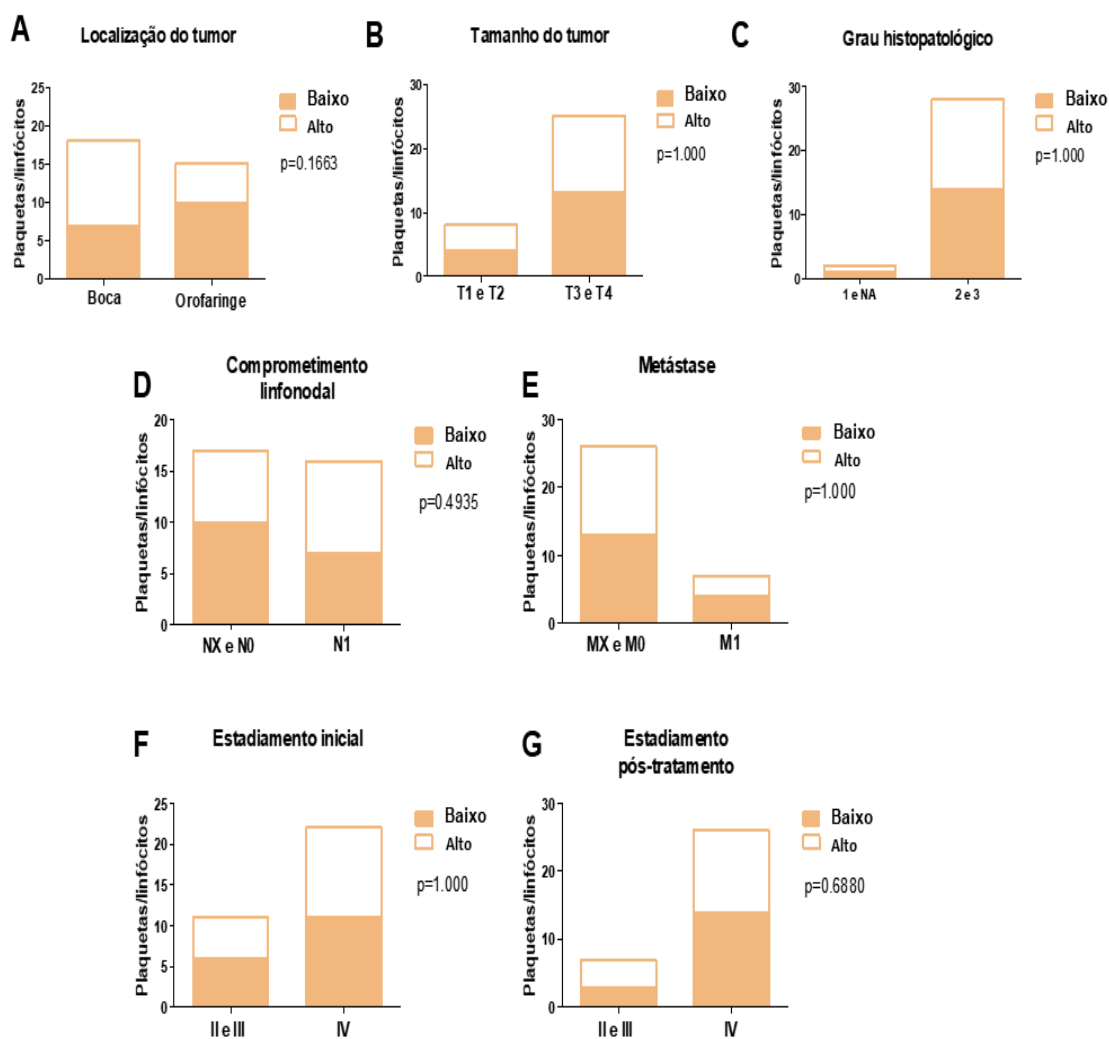 A
Localização do tumor
Plaquetas/linfócitos
25
20
15
10
5
0
Boca
Orofaringe
Baixo
Alto
p=0.1663
B
Tamanho do tumor
Plaquetas/linfócitos
30
20
10
0
T1 e T2
T3 e T4
Baixo
Alto
p=1.000
C
Grau histopatológico
Plaquetas/linfócitos
30
20
10
0
1 e NA
2 e 3
Baixo
Alto
p=1.000
D
Comprometimento
linfonodal
Plaquetas/linfócitos
20
15
10
5
0
NX e N0
N1
Baixo
Alto
p=0.4935
E
Metástase
Plaquetas/linfócitos
30
20
10
0
MX e M0
M1
Baixo
Alto
p=1.000
F
Estadiamento inicial
Plaquetas/linfócitos
25
20
15
10
5
0
II e III
IV
Baixo
Alto
p=1.000
G
Estadiamento
pós-tratamento
Plaquetas/linfócitos
30
20
10
0
II e III
IV
Baixo
Alto
p=0.6880